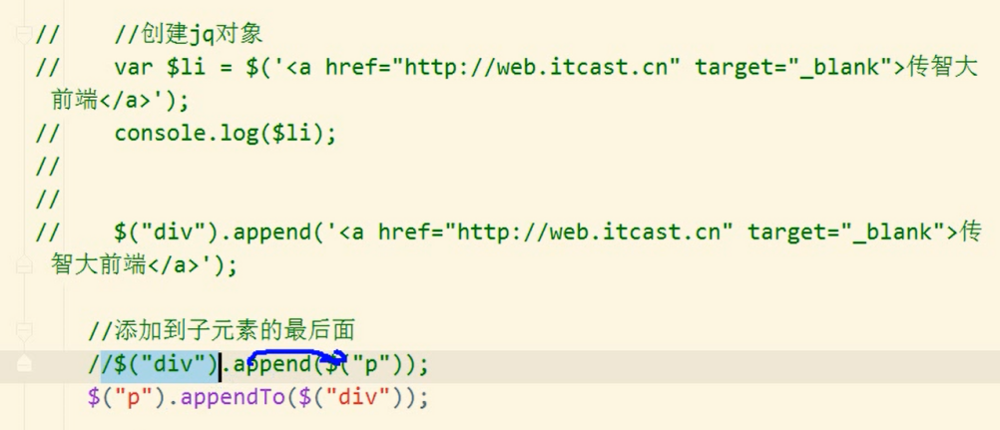 //    //创建jq对象
//    var $li = $('<a href="http://web.itcast.cn" target="_blank">传智大
前端</a>');
//    console.log($li);
//
//
//    $("div").append('<a href="http://web.itcast.cn" target="_blank">传
智大前端</a>');
//添加到子元素的最后面
//$("div").append($("p"));
$("p").appendTo($("div"));